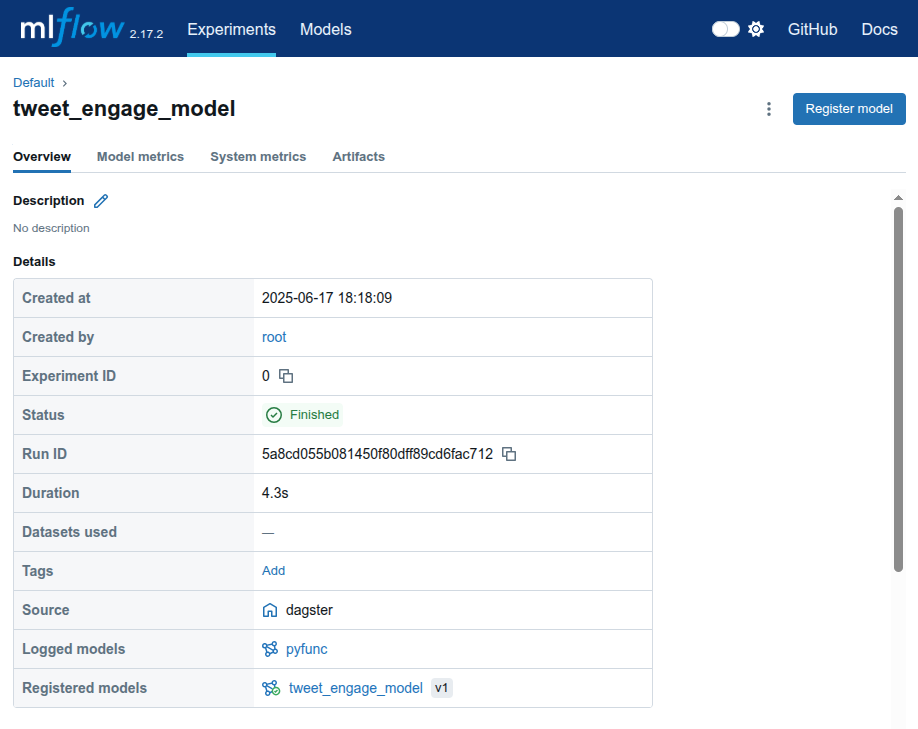 mlflow 2.17.2 Experiments Models GitHub Docs
Default ›
tweet_engage_model
Register model
Overview Model metrics System metrics Artifacts
Description
No description
Details
Created at 2025-06-17 18:18:09
Created by root
Experiment ID 0
Status Finished
Run ID 5a8cd055b081450f80dff89cd6fac712
Duration 4.3s
Datasets used —
Tags Add
Source dagster
Logged models pyfunc
Registered models tweet_engage_model v1